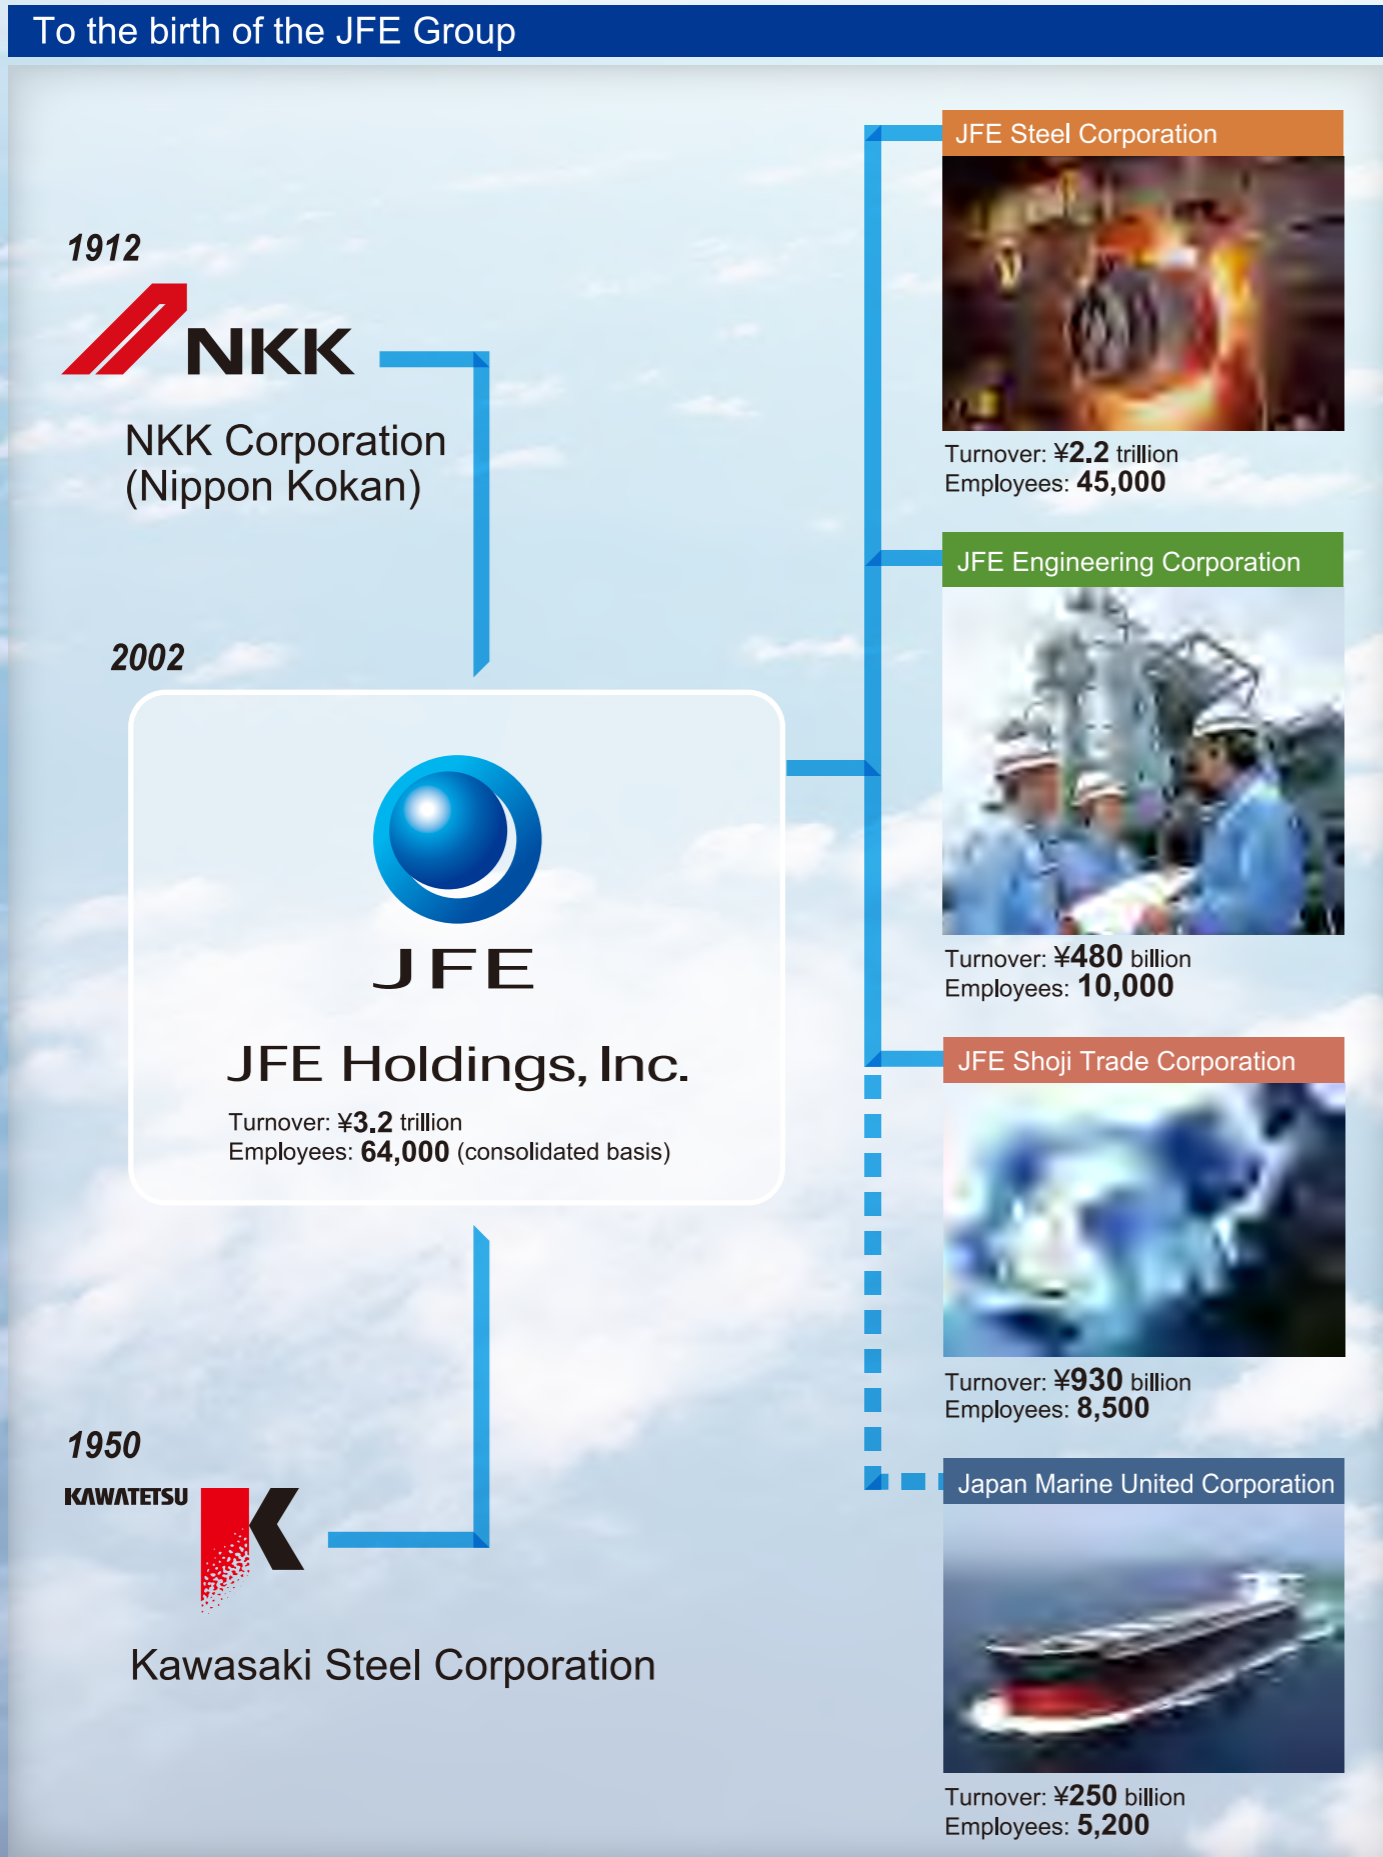 To the birth of the JFE Group
1912
NKK
NKK Corporation
(Nippon Kokan)
2002
JFE
JFE Holdings, Inc.
Turnover: ¥3.2 trillion
Employees: 64,000 (consolidated basis)
1950
KAWATETSU
K
Kawasaki Steel Corporation
JFE Steel Corporation
Turnover: ¥2.2 trillion
Employees: 45,000
JFE Engineering Corporation
Turnover: ¥480 billion
Employees: 10,000
JFE Shoji Trade Corporation
Turnover: ¥930 billion
Employees: 8,500
Japan Marine United Corporation
Turnover: ¥250 billion
Employees: 5,200